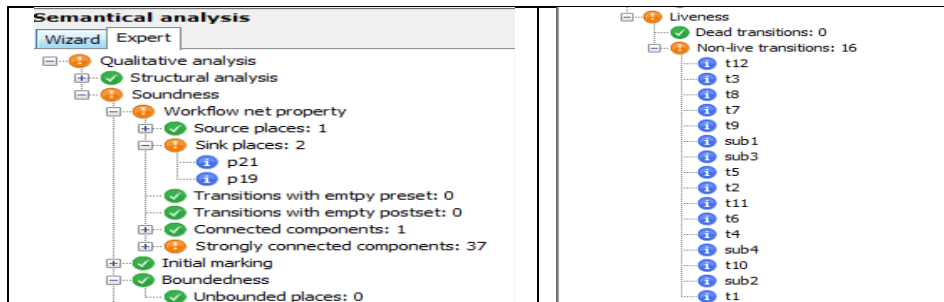 Semantical analysis
Wizard Expert
Qualitative analysis
Structural analysis
Soundness
Workflow net property
Source places: 1
Sink places: 2
p21
p19
Transitions with emtpy preset: 0
Transitions with empty postset: 0
Connected components: 1
Strongly connected components: 37
Initial marking
Boundedness
Unbounded places: 0
Liveness
Dead transitions: 0
Non-live transitions: 16
t12
t3
t8
t7
t9
sub1
sub3
t5
t2
t11
t6
t4
sub4
t10
sub2
t1